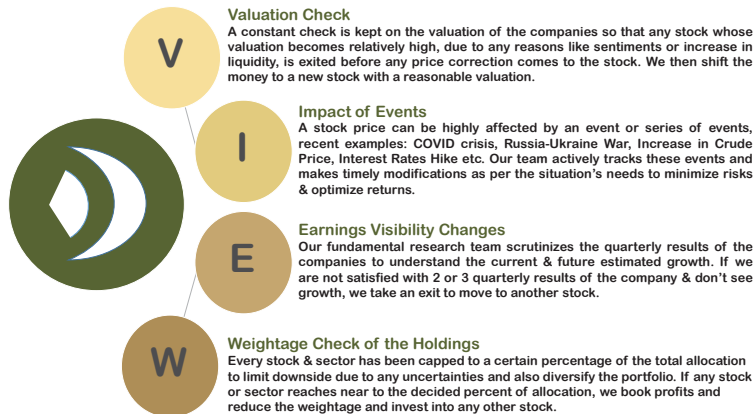 V
Valuation Check
A constant check is kept on the valuation of the companies so that any stock whose
valuation becomes relatively high, due to any reasons like sentiments or increase in
liquidity, is exited before any price correction comes to the stock. We then shift the
money to a new stock with a reasonable valuation.
I
Impact of Events
A stock price can be highly affected by an event or series of events,
recent examples: COVID crisis, Russia-Ukraine War, Increase in Crude
Price, Interest Rates Hike etc. Our team actively tracks these events and
makes timely modifications as per the situation's needs to minimize risks
& optimize returns.
E
Earnings Visibility Changes
Our fundamental research team scrutinizes the quarterly results of the
companies to understand the current & future estimated growth. If we
are not satisfied with 2 or 3 quarterly results of the company & don't see
growth, we take an exit to move to another stock.
W
Weightage Check of the Holdings
Every stock & sector has been capped to a certain percentage of the total allocation
to limit downside due to any uncertainties and also diversify the portfolio. If any stock
or sector reaches near to the decided percent of allocation, we book profits and
reduce the weightage and invest into any other stock.